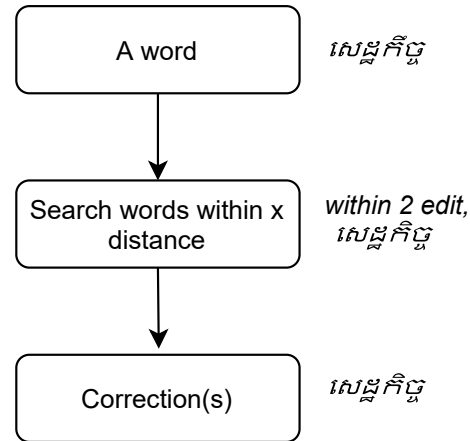 A word
សេដ្ឋកឹច្ច
Search words within x
distance
within 2 edit,
សេដ្ឋកិច្ច
Correction(s)
សេដ្ឋកិច្ច